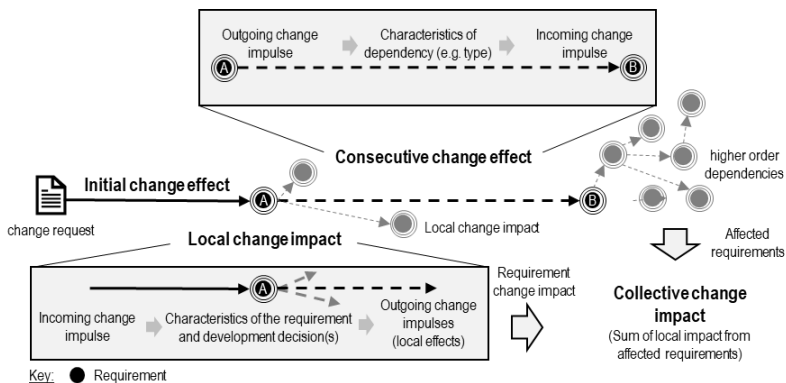 Outgoing change
impulse
Characteristics of
dependency (e.g. type)
Incoming change
impulse
A
B
Consecutive change effect
higher order
dependencies
Initial change effect
A
B
change request
Local change impact
Local change impact
Affected
requirements
A
Requirement
change impact
Incoming change
impulse
Characteristics of the requirement
and development decision(s)
Outgoing change
impulses
(local effects)
Collective change
impact
(Sum of local impact from
affected requirements)
Key: Requirement